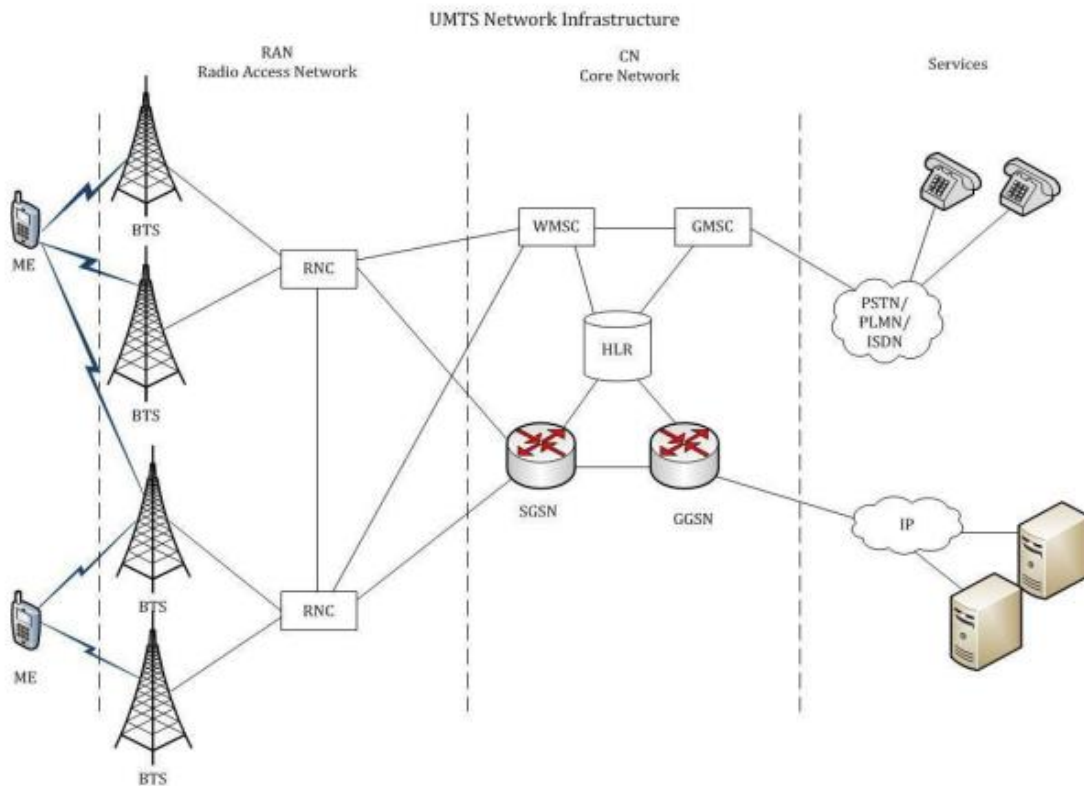 UMTS Network Infrastructure
RAN
Radio Access Network
CN
Core Network
Services
BTS
ME
WMSC
GMSC
RNC
PSTN/
PLMN/
ISDN
HLR
BTS
SGSN
GGSN
IP
BTS
RNC
ME
BTS